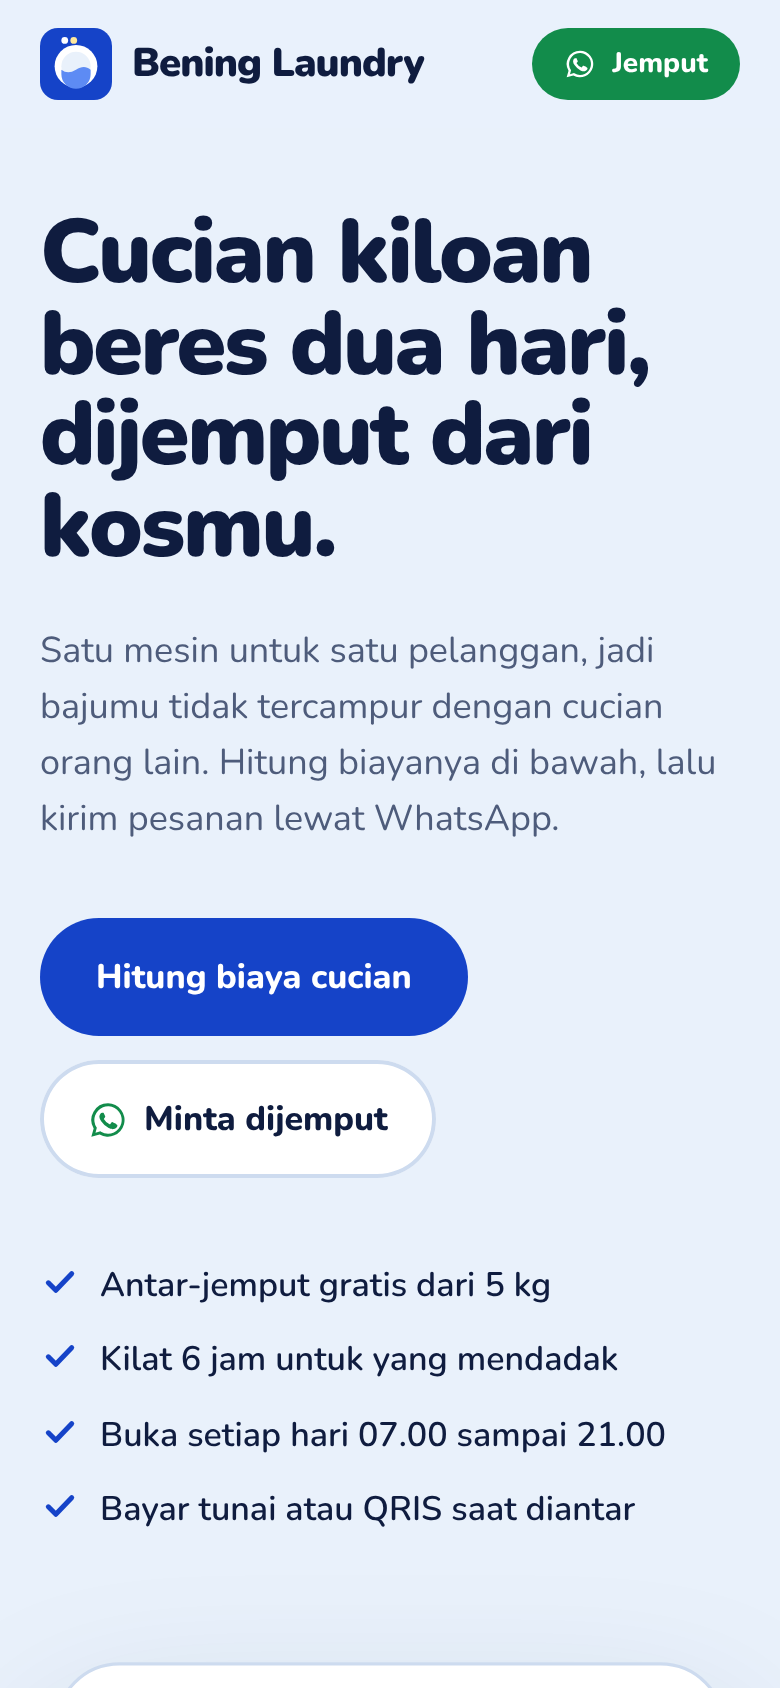 Bening Laundry
Jemput
Cucian kiloan
beres dua hari,
dijemput dari
kosmu.
Satu mesin untuk satu pelanggan, jadi
bajumu tidak tercampur dengan cucian
orang lain. Hitung biayanya di bawah, lalu
kirim pesanan lewat WhatsApp.
Hitung biaya cucian
Minta dijemput
Antar-jemput gratis dari 5 kg
Kilat 6 jam untuk yang mendadak
Buka setiap hari 07.00 sampai 21.00
Bayar tunai atau QRIS saat diantar